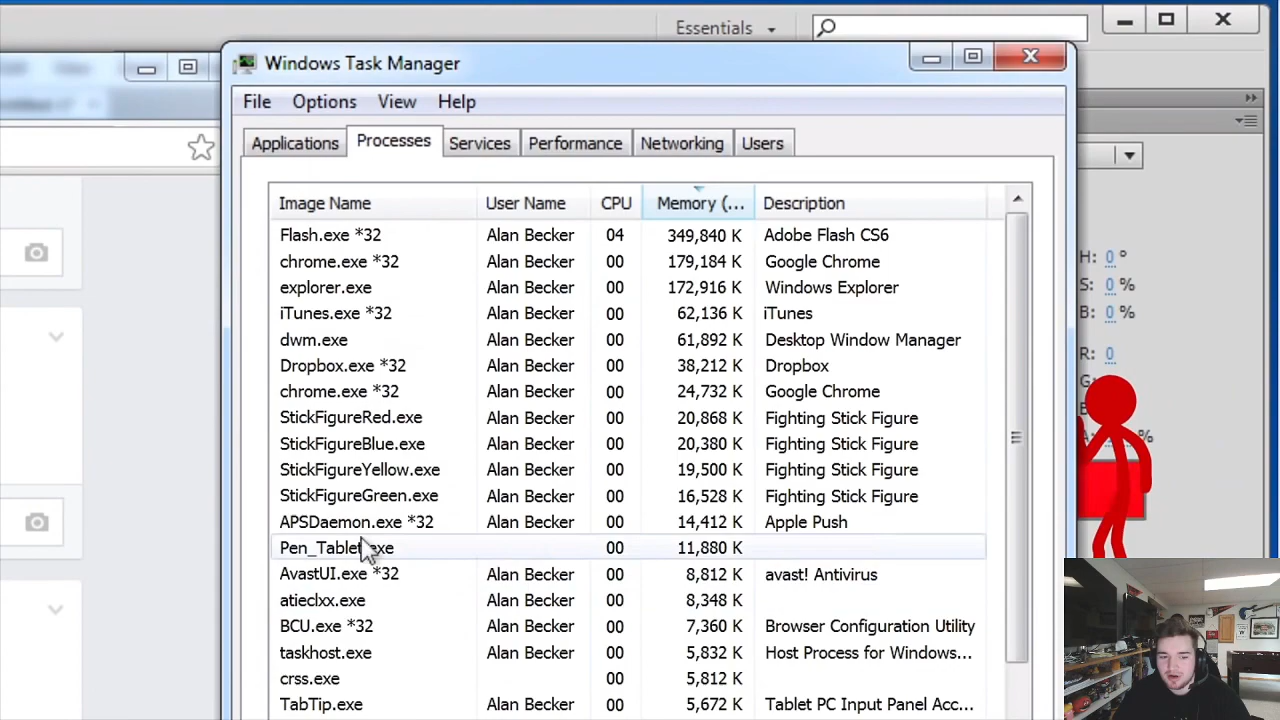 Essentials
Windows Task Manager
File Options View Help
Applications Processes Services Performance Networking Users
Image Name User Name CPU Memory (... Description
Flash.exe *32 Alan Becker 04 349,840 K Adobe Flash CS6
chrome.exe *32 Alan Becker 00 179,184 K Google Chrome
explorer.exe Alan Becker 00 172,916 K Windows Explorer
H: 0 °
iTunes.exe *32 Alan Becker 00 62,136 K iTunes
S: 0 %
dwm.exe Alan Becker 00 61,892 K Desktop Window Manager
B: 0 %
Dropbox.exe *32 Alan Becker 00 38,212 K Dropbox
R: 0
chrome.exe *32 Alan Becker 00 24,732 K Google Chrome
StickFigureRed.exe Alan Becker 00 20,868 K Fighting Stick Figure
StickFigureBlue.exe Alan Becker 00 20,380 K Fighting Stick Figure
%
StickFigureYellow.exe Alan Becker 00 19,500 K Fighting Stick Figure
StickFigureGreen.exe Alan Becker 00 16,528 K Fighting Stick Figure
APSDaemon.exe *32 Alan Becker 00 14,412 K Apple Push
Pen_Tablet.exe 00 11,880 K
AvastUI.exe *32 Alan Becker 00 8,812 K avast! Antivirus
atieclxx.exe Alan Becker 00 8,348 K
BCU.exe *32 Alan Becker 00 7,360 K Browser Configuration Utility
taskhost.exe Alan Becker 00 5,832 K Host Process for Windows...
crss.exe Alan Becker 00 5,812 K
TabTip.exe Alan Becker 00 5,672 K Tablet PC Input Panel Acc...